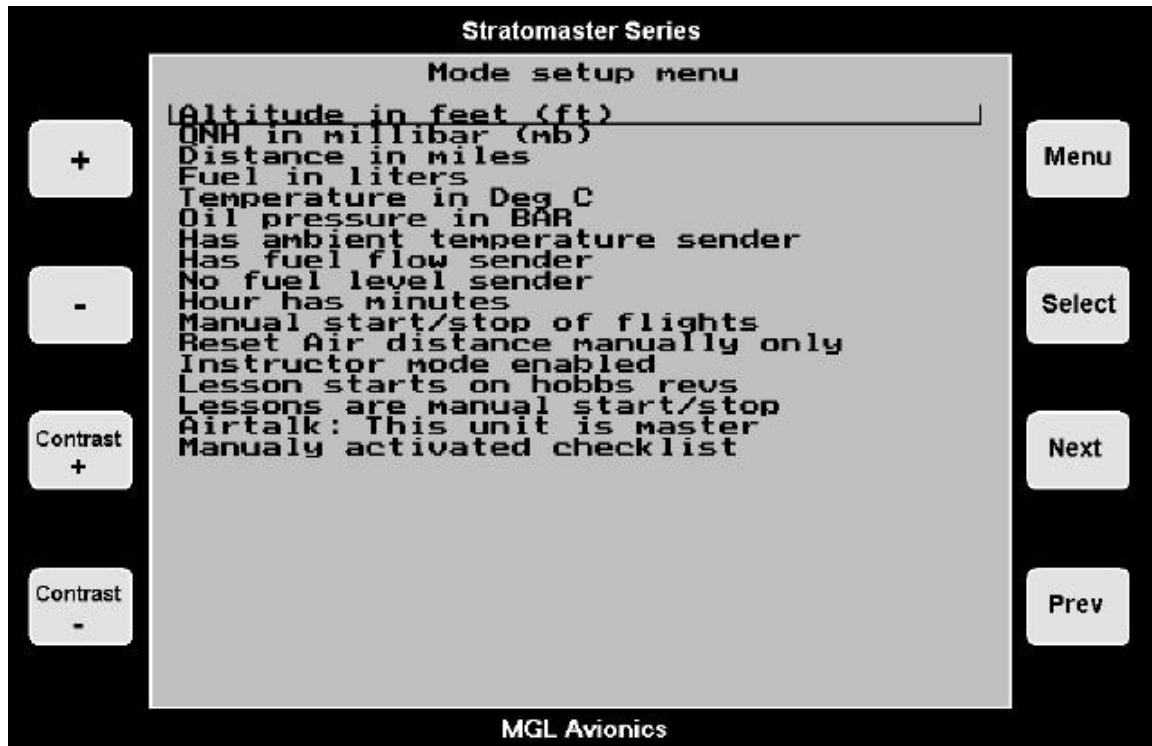 Stratomaster Series
Mode setup menu
Altitude in feet (ft)
QNH in millibar (mb)
Distance in miles
Fuel in liters
Temperature in Deg C
Oil pressure in BAR
Has ambient temperature sender
Has fuel flow sender
No fuel level sender
Hour has minutes
Manual start/stop of flights
Reset Air distance manually only
Instructor mode enabled
Lesson starts on hobbs revs
Lessons are manual start/stop
Airtalk: This unit is master
Manualy activated checklist
+
-
Contrast
+
Contrast
-
Menu
Select
Next
Prev
MGL Avionics